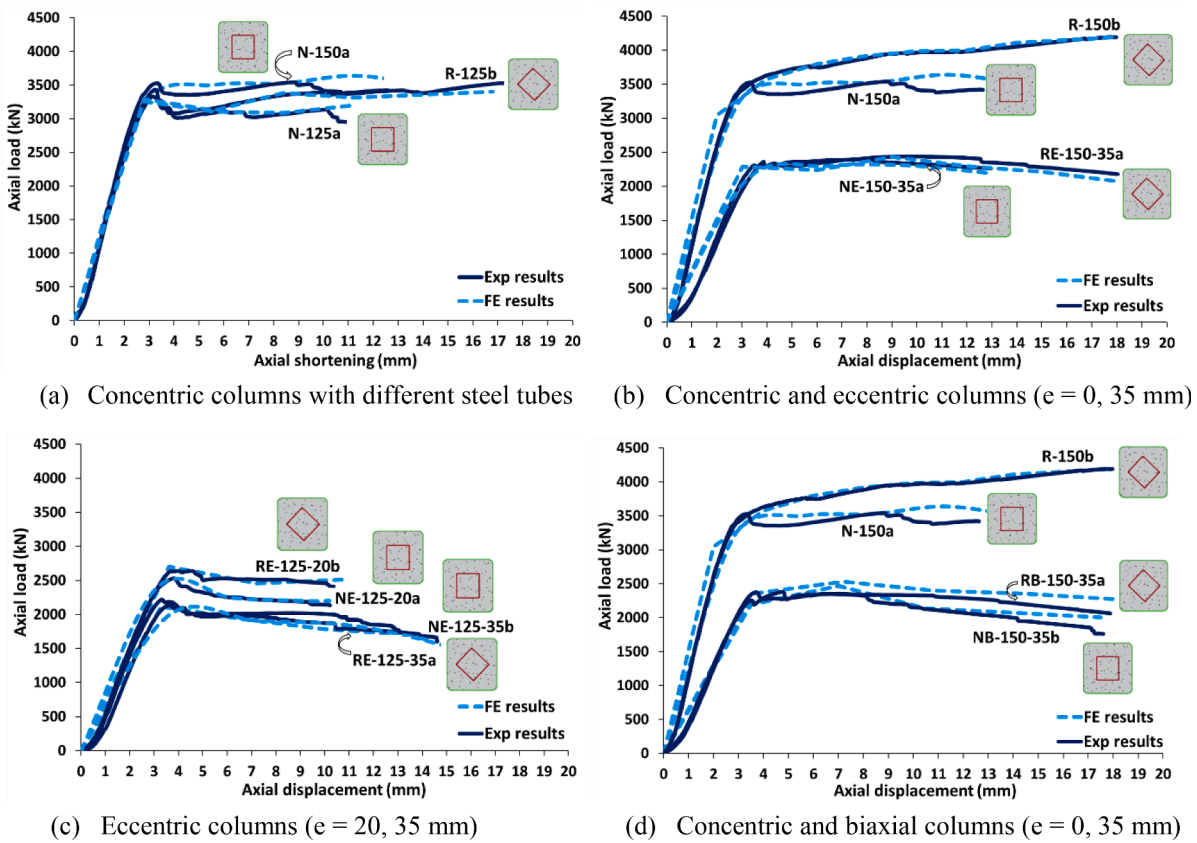 4500
4000
3500
3000
2500
2000
1500
1000
500
0
Axial load (kN)
N-150a
R-125b
N-125a
Exp results
FE results
0 1 2 3 4 5 6 7 8 9 10 11 12 13 14 15 16 17 18 19 20
Axial shortening (mm)
(a) Concentric columns with different steel tubes
4500
4000
3500
3000
2500
2000
1500
1000
500
0
Axial load (kN)
R-150b
N-150a
RE-150-35a
NE-150-35a
FE results
Exp results
0 1 2 3 4 5 6 7 8 9 10 11 12 13 14 15 16 17 18 19 20
Axial displacement (mm)
(b) Concentric and eccentric columns (e = 0, 35 mm)
4500
4000
3500
3000
2500
2000
1500
1000
500
0
Axial load (kN)
RE-125-20b
NE-125-20a
NE-125-35b
RE-125-35a
FE results
Exp results
0 1 2 3 4 5 6 7 8 9 10 11 12 13 14 15 16 17 18 19 20
Axial displacement (mm)
(c) Eccentric columns (e = 20, 35 mm)
4500
4000
3500
3000
2500
2000
1500
1000
500
0
Axial load (kN)
R-150b
N-150a
RB-150-35a
NB-150-35b
FE results
Exp results
0 1 2 3 4 5 6 7 8 9 10 11 12 13 14 15 16 17 18 19 20
Axial displacement (mm)
(d) Concentric and biaxial columns (e = 0, 35 mm)